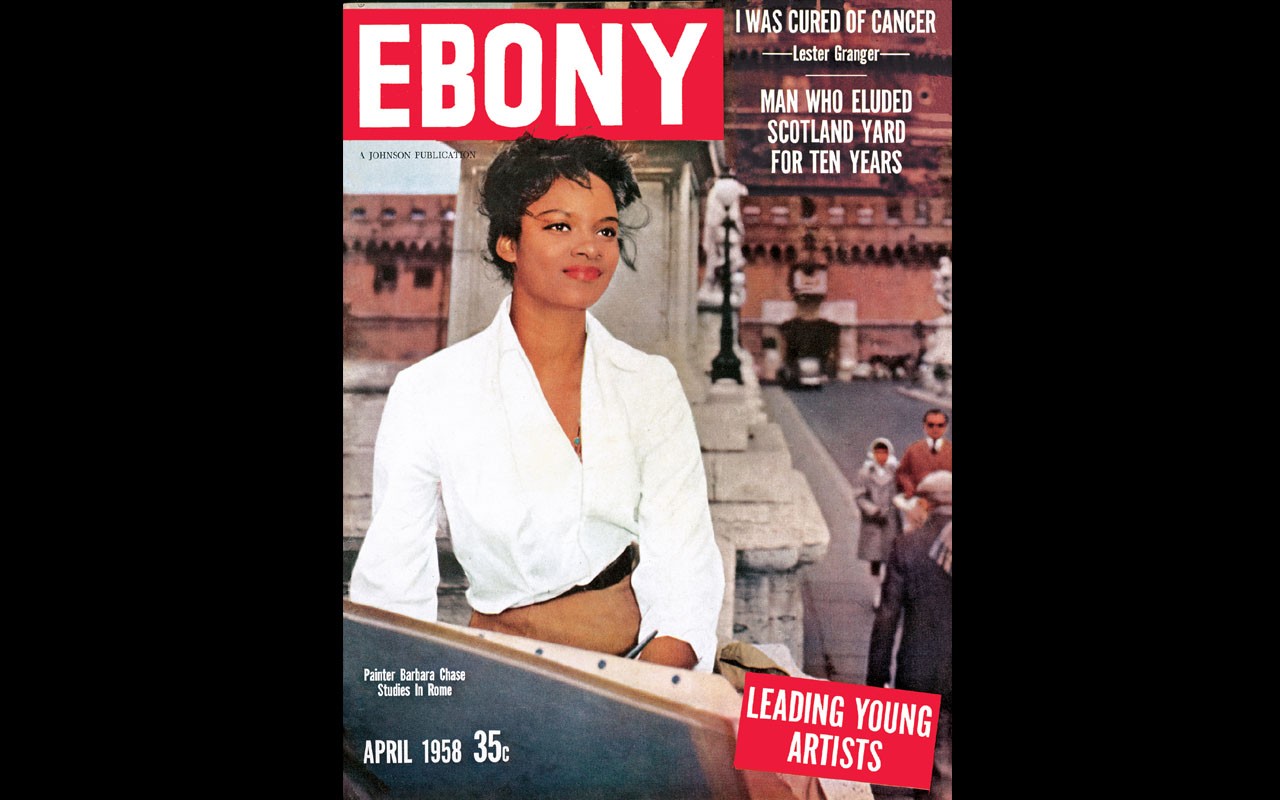 EBONY
A JOHNSON PUBLICATION
I WAS CURED OF CANCER
Lester Granger
MAN WHO ELUDED
SCOTLAND YARD
FOR TEN YEARS
Painter Barbara Chase
Studies In Rome
APRIL 1958 35c
LEADING YOUNG
ARTISTS